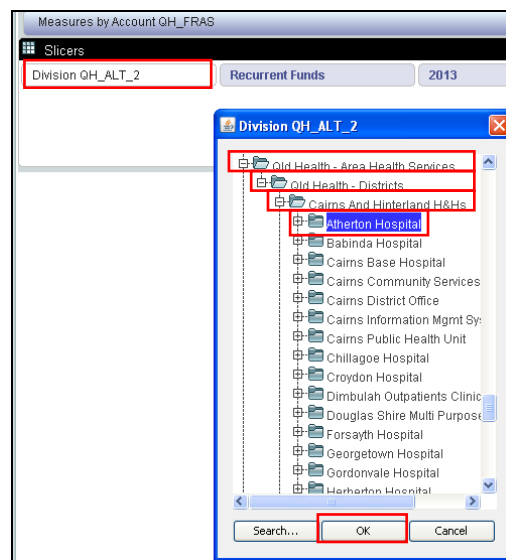 Measures by Account QH_FRAS
Slicers
Division QH_ALT_2 Recurrent Funds 2013
Division QH_ALT_2
Qld Health - Area Health Services
Qld Health - Districts
Cairns And Hinterland H&Hs
Atherton Hospital
Babinda Hospital
Cairns Base Hospital
Cairns Community Services
Cairns District Office
Cairns Information Mgmt Sy
Cairns Public Health Unit
Chillagoe Hospital
Croydon Hospital
Dimbulah Outpatients Clinic
Douglas Shire Multi Purpose
Forsayth Hospital
Georgetown Hospital
Gordonvale Hospital
Herberton Hospital
Search... OK Cancel